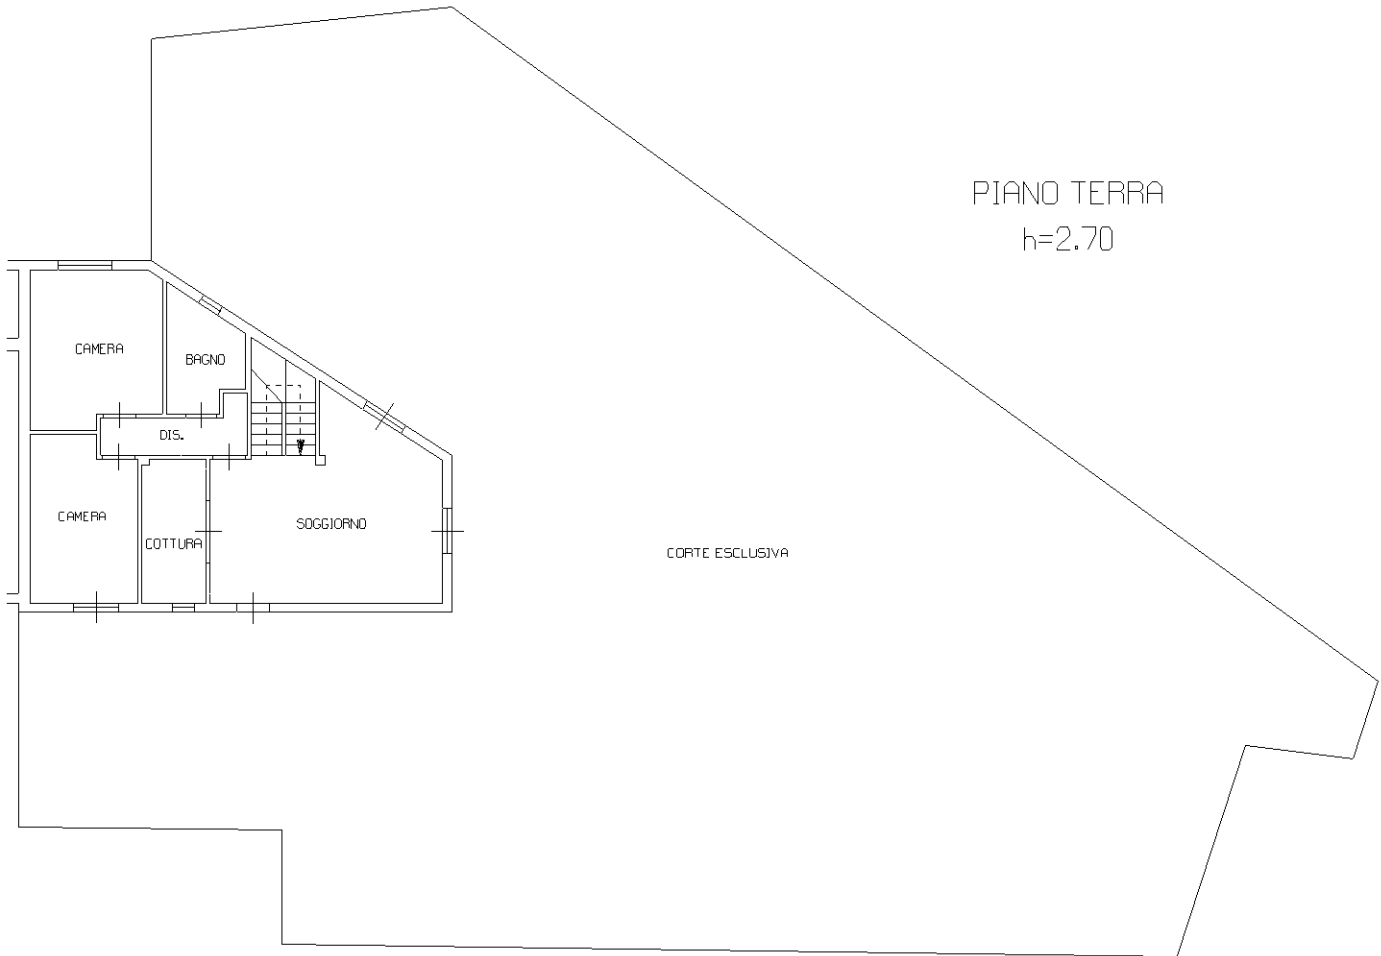 PIANO TERRA
h=2.70
CAMERA
BAGNO
DIS.
CAMERA
COTTURA
SOGGIORNO
CORTE ESCLUSIVA